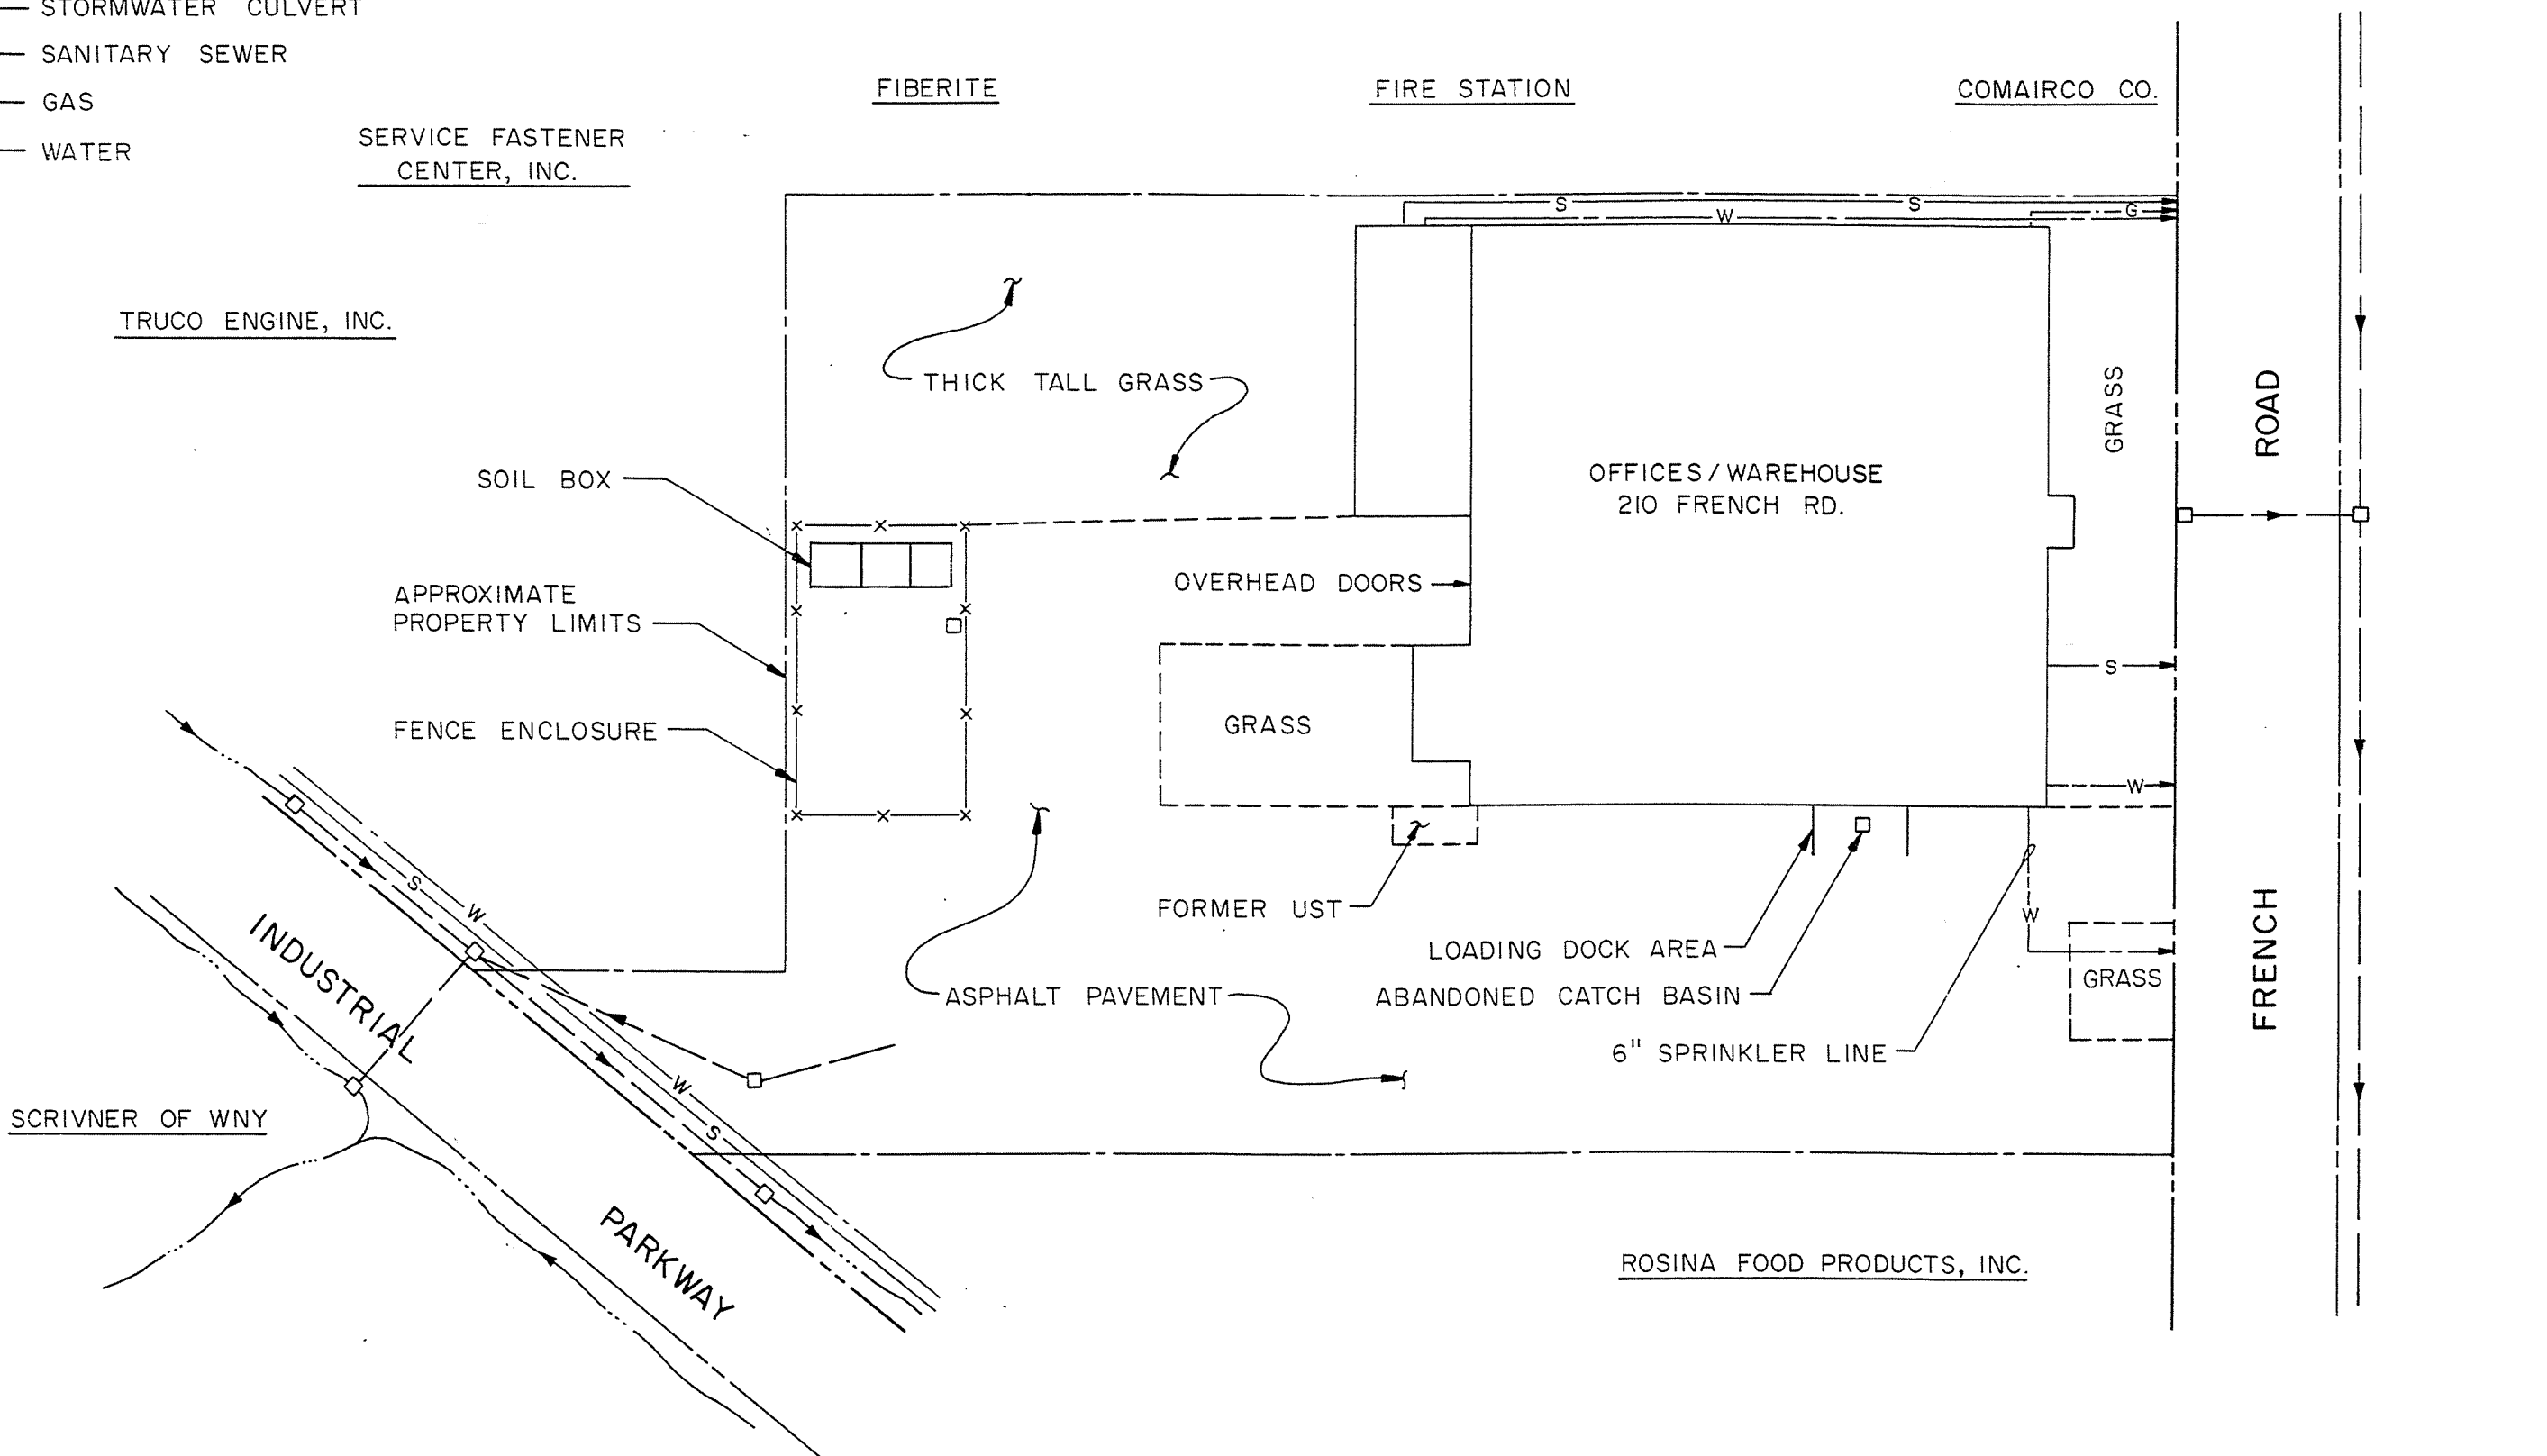 STORMWATER CULVERT
SANITARY SEWER
GAS
WATER
FIBERITE
FIRE STATION
COMAIRCO CO.
SERVICE FASTENER
CENTER, INC.
S
S
G
W
TRUCO ENGINE, INC.
THICK TALL GRASS
GRASS
ROAD
SOIL BOX
OFFICES/WAREHOUSE
210 FRENCH RD.
OVERHEAD DOORS
APPROXIMATE
PROPERTY LIMITS
S
FENCE ENCLOSURE
GRASS
W
S
W
FORMER UST
W
LOADING DOCK AREA
GRASS
FRENCH
INDUSTRIAL
ASPHALT PAVEMENT
ABANDONED CATCH BASIN
6" SPRINKLER LINE
W
S
SCRIVNER OF WNY
PARKWAY
ROSINA FOOD PRODUCTS, INC.